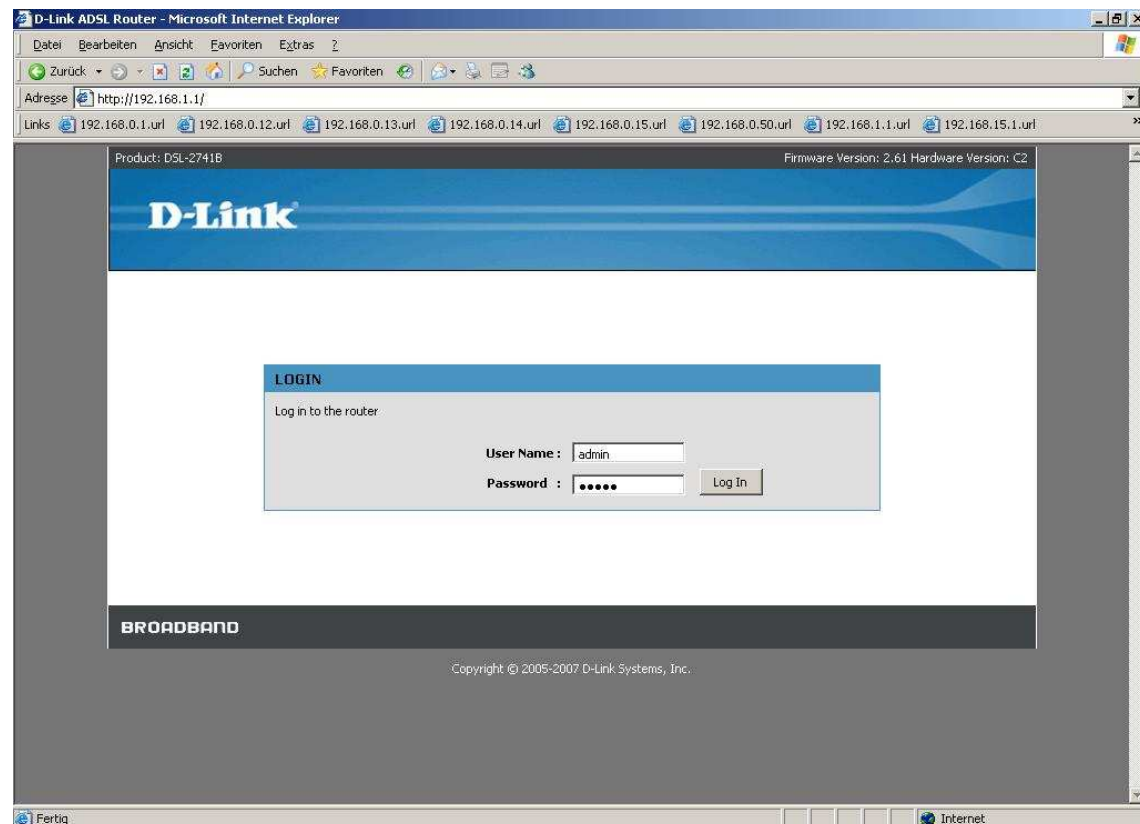 D-Link ADSL Router - Microsoft Internet Explorer
Datei Bearbeiten Ansicht Favoriten Extras ?
Zurück Suchen Favoriten
Adresse http://192.168.1.1/
Links 192.168.0.1.url 192.168.0.12.url 192.168.0.13.url 192.168.0.14.url 192.168.0.15.url 192.168.0.50.url 192.168.1.1.url 192.168.15.1.url »
Product: DSL-2741B Firmware Version: 2.61 Hardware Version: C2
D-Link
LOGIN
Log in to the router
User Name : admin
Password : ●●●●● Log In
BROADBAND
Copyright © 2005-2007 D-Link Systems, Inc.
Fertig Internet